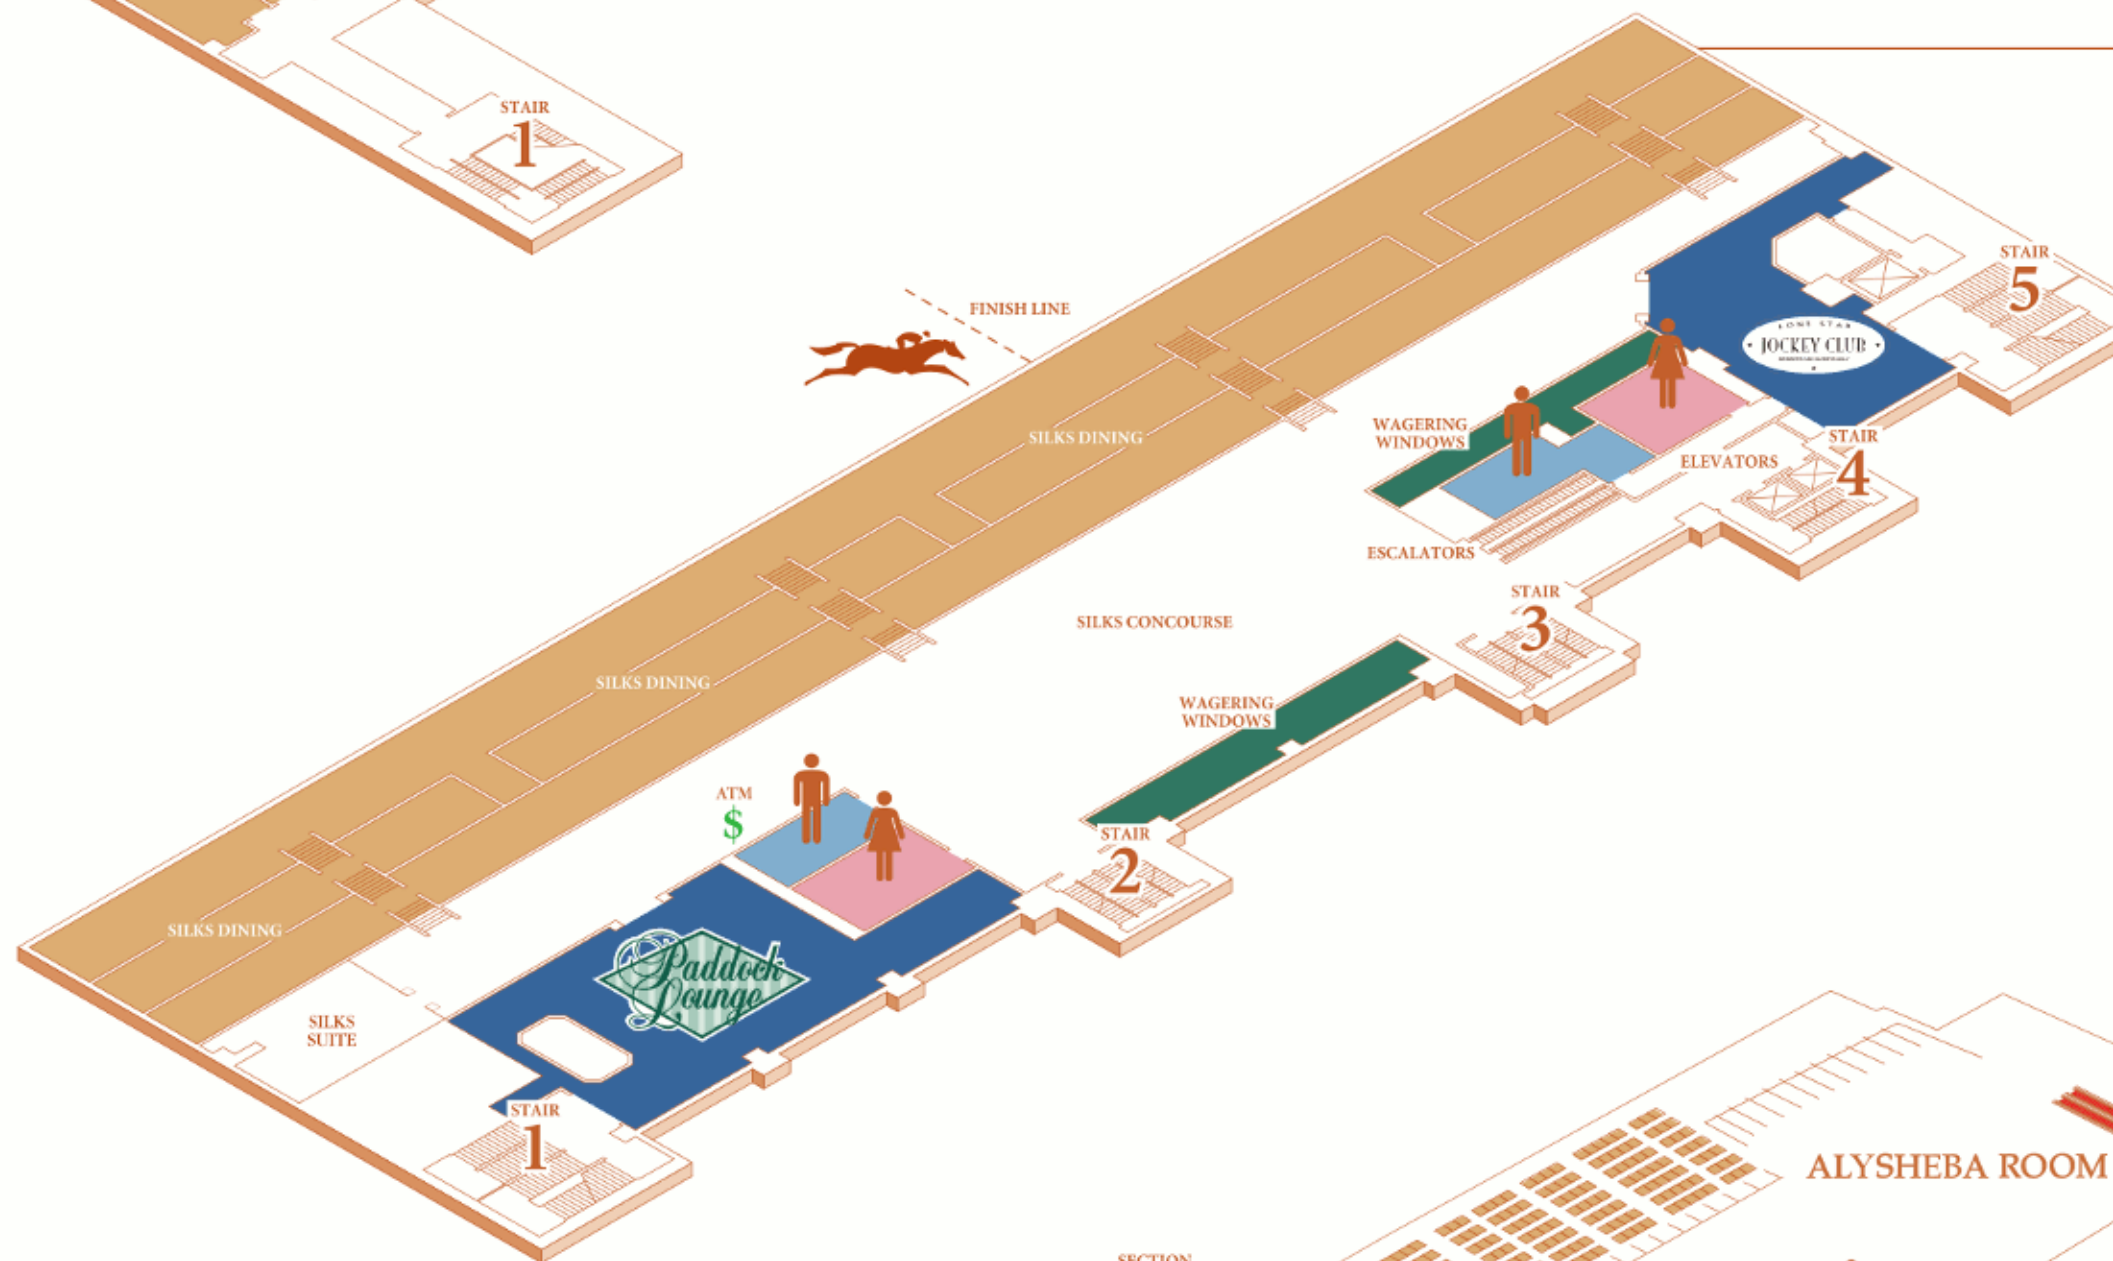 STAIR
1
FINISH LINE
STAIR
5
LONE STAR
JOCKEY CLUB
WAGERING
WINDOWS
SILKS DINING
STAIR
4
ELEVATORS
ESCALATORS
STAIR
3
SILKS CONCOURSE
SILKS DINING
WAGERING
WINDOWS
ATM
$
STAIR
2
SILKS DINING
Paddock
Lounge
SILKS
SUITE
STAIR
1
ALYSHEBA ROOM
SECTION